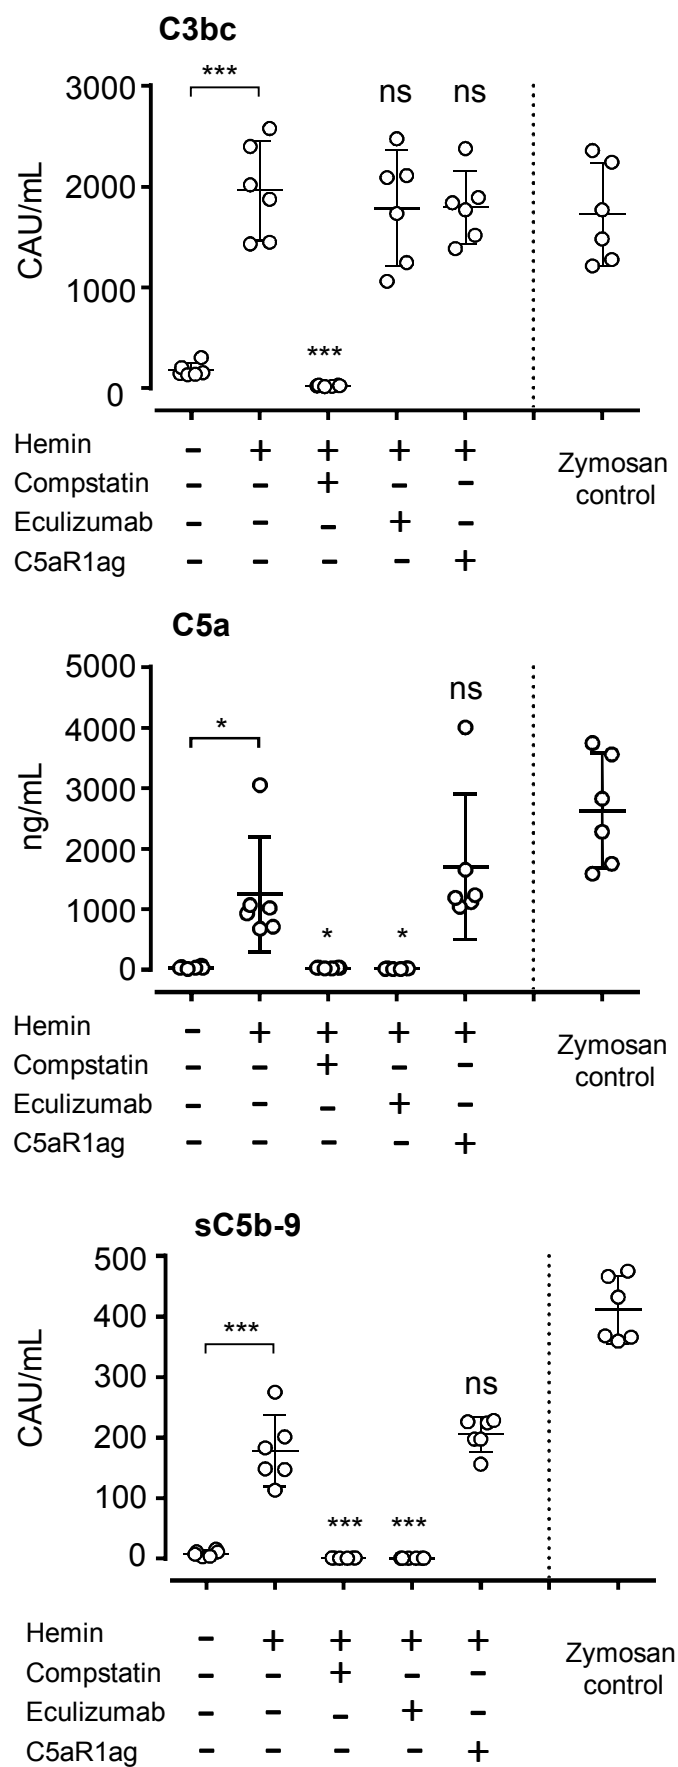 C3bc
***
ns ns
3000
2000
1000
0
CAU/mL
***
Hemin − + + + +
Compstatin − − + − −
Eculizumab − − − + −
C5aR1ag − − − − +
Zymosan
control
C5a
5000
4000
3000
2000
1000
0
ng/mL
ns
*
* *
Hemin − + + + +
Compstatin − − + − −
Eculizumab − − − + −
C5aR1ag − − − − +
Zymosan
control
sC5b-9
500
400
300
200
100
0
CAU/mL
***
ns
*** ***
Hemin − + + + +
Compstatin − − + − −
Eculizumab − − − + −
C5aR1ag − − − − +
Zymosan
control